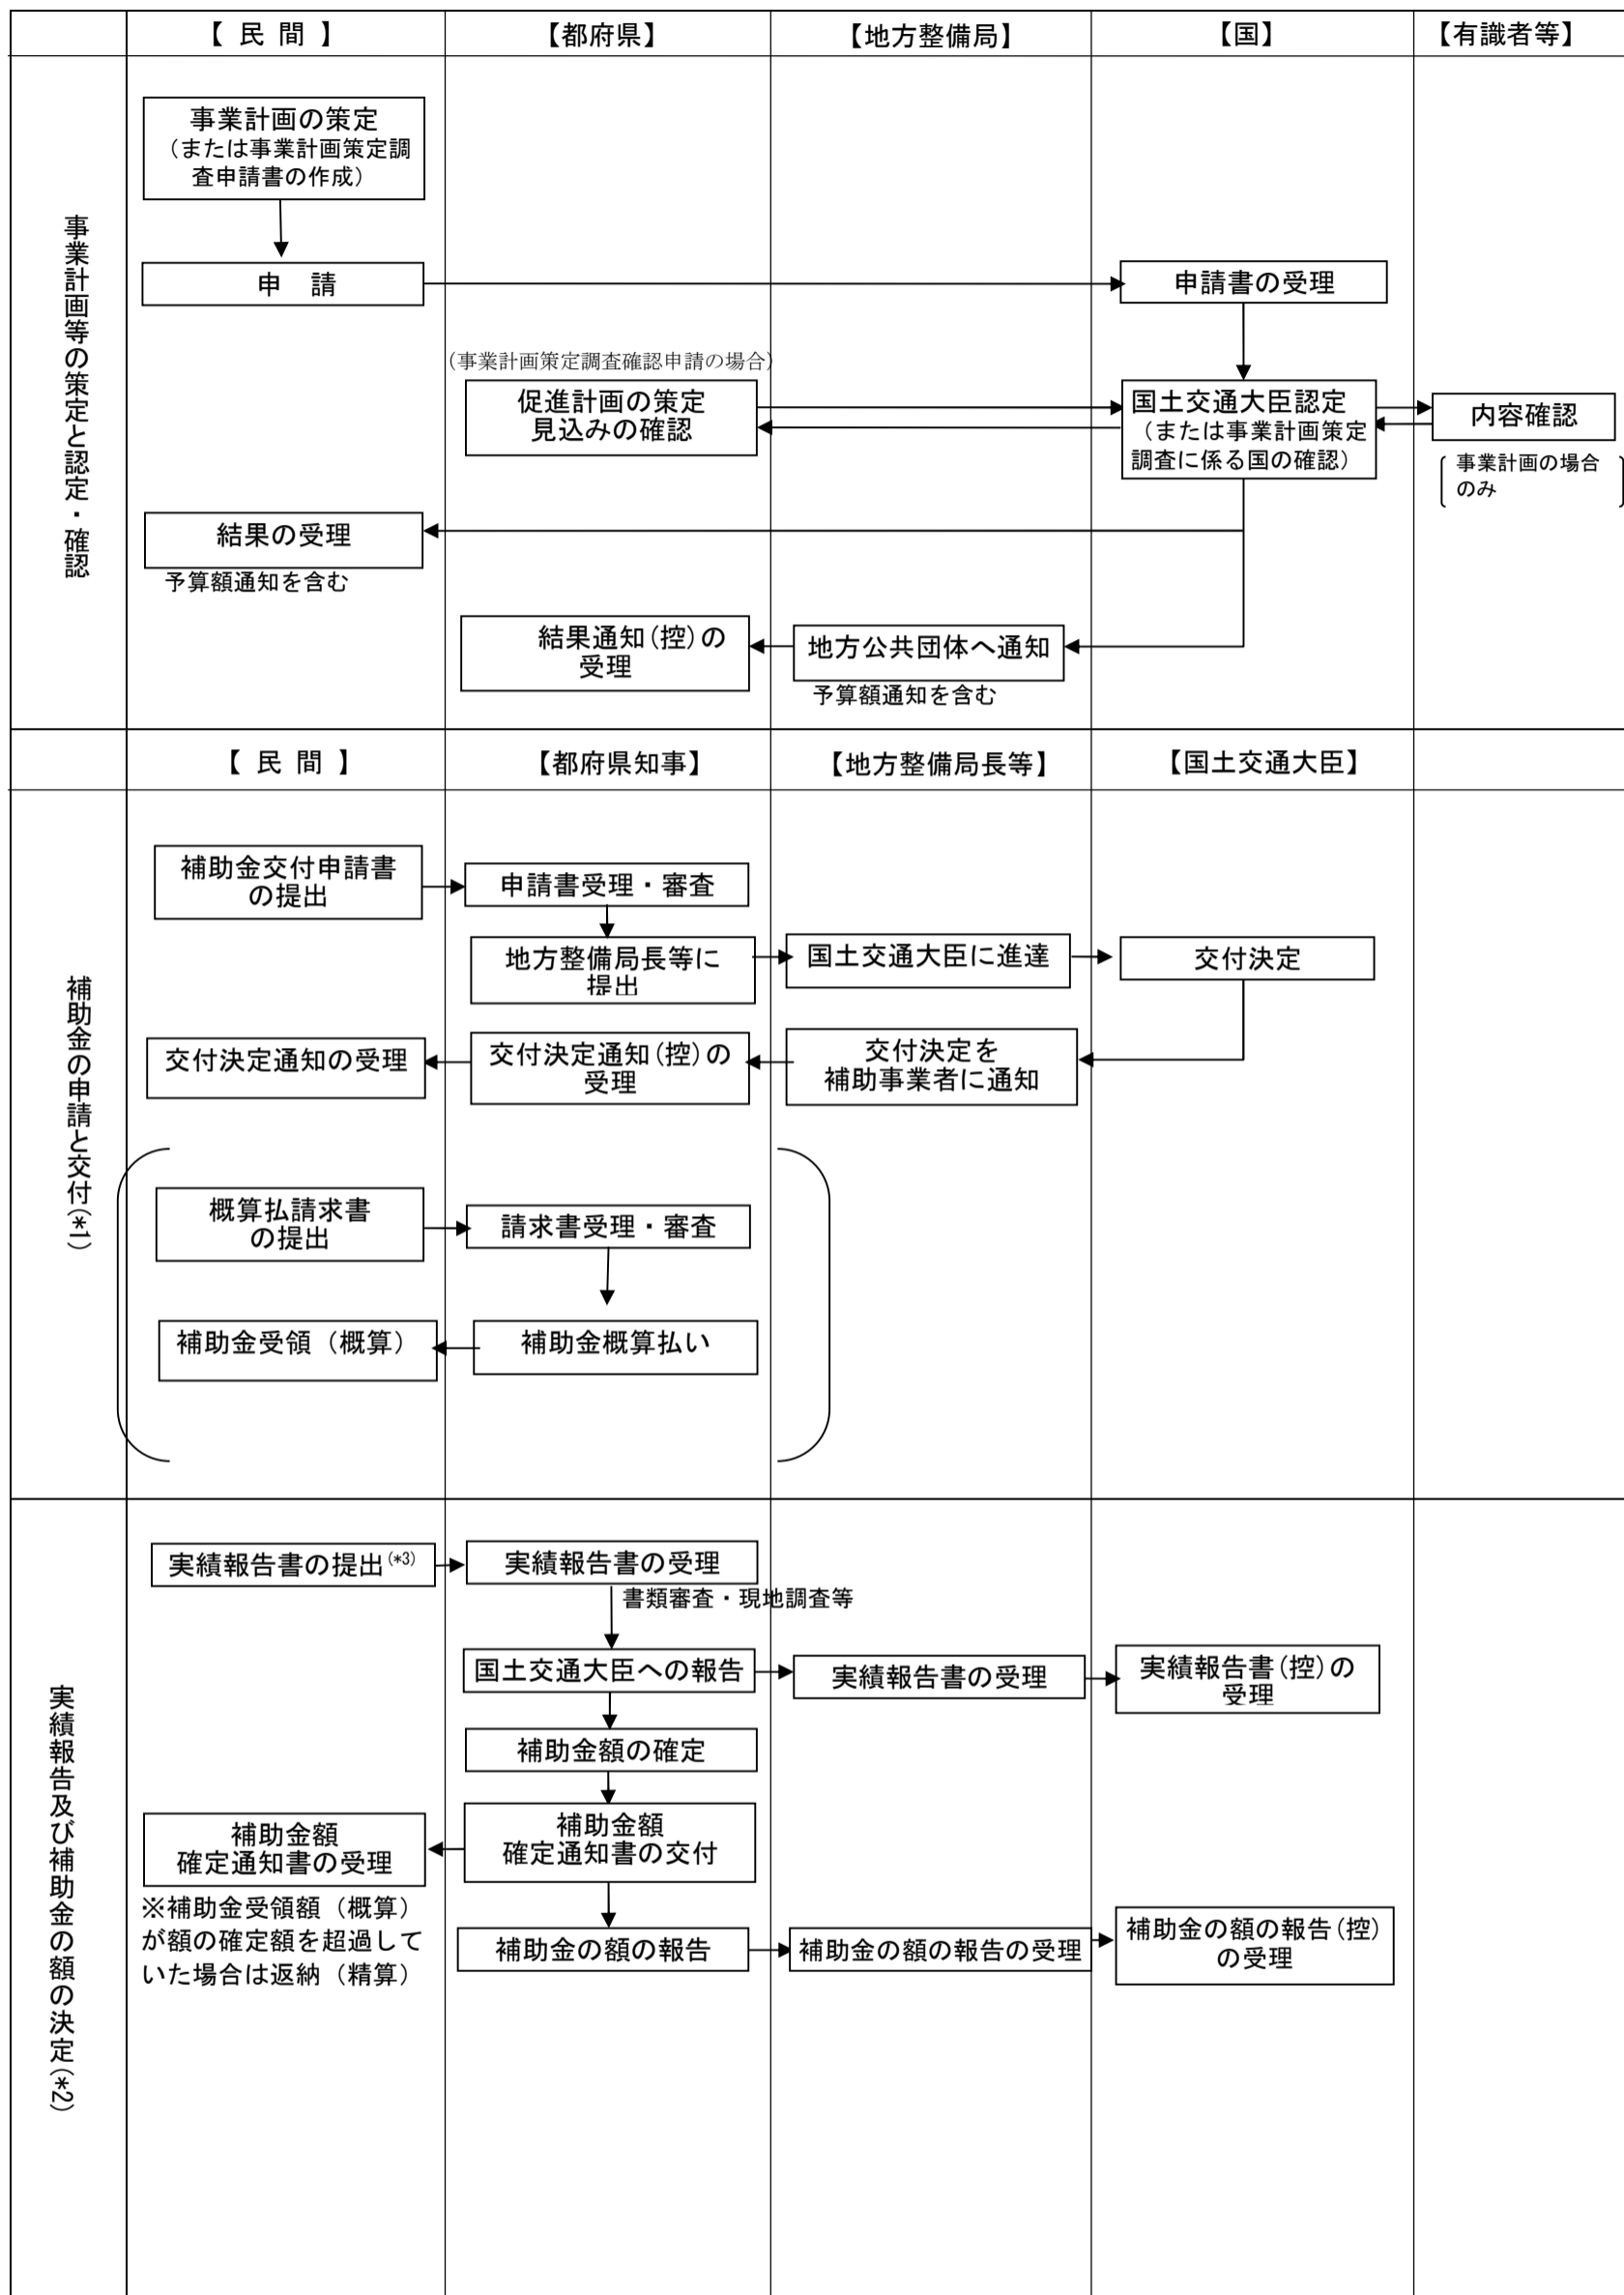 【 民 間 】
【都府県】
【地方整備局】
【国】
【有識者等】
事業計画等の策定と認定・確認
事業計画の策定
（または事業計画策定調
査申請書の作成）
申　請
申請書の受理
（事業計画策定調査確認申請の場合）
促進計画の策定
見込みの確認
国土交通大臣認定
（または事業計画策定
調査に係る国の確認）
内容確認
事業計画の場合
のみ
結果の受理
予算額通知を含む
結果通知(控)の
受理
地方公共団体へ通知
予算額通知を含む
【 民 間 】
【都府県知事】
【地方整備局長等】
【国土交通大臣】
補助金の申請と交付(*1)
補助金交付申請書
の提出
申請書受理・審査
地方整備局長等に
提出
国土交通大臣に進達
交付決定
交付決定通知の受理
交付決定通知(控)の
受理
交付決定を
補助事業者に通知
概算払請求書
の提出
請求書受理・審査
補助金受領（概算）
補助金概算払い
実績報告及び補助金の額の決定(*2)
実績報告書の提出(*3)
実績報告書の受理
書類審査・現地調査等
国土交通大臣への報告
実績報告書の受理
実績報告書(控)の
受理
補助金額の確定
補助金額
確定通知書の受理
補助金額
確定通知書の交付
※補助金受領額（概算）
が額の確定額を超過して
いた場合は返納（精算）
補助金の額の報告
補助金の額の報告の受理
補助金の額の報告(控)
の受理